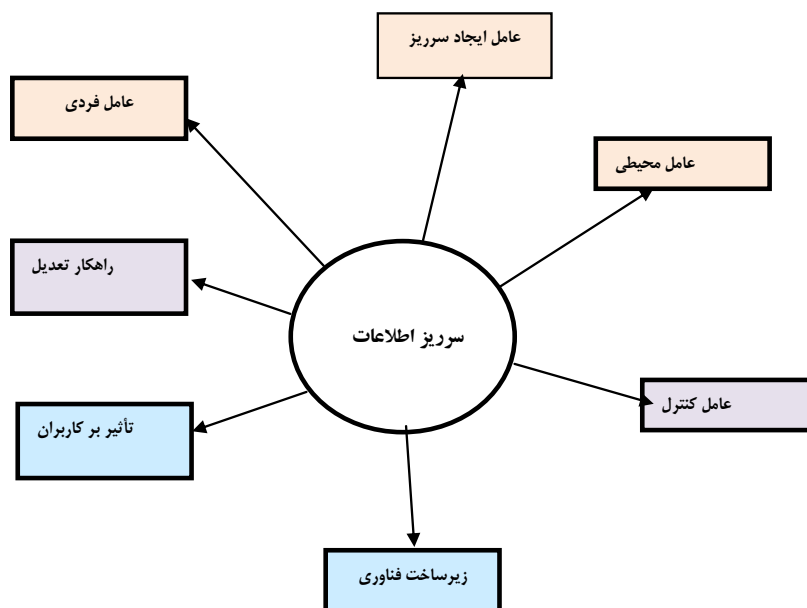 عامل ایجاد سرریز
عامل فردی
عامل محیطی
راهکار تعدیل
سرریز اطلاعات
عامل کنترل
تأثیر بر کاربران
زیرساخت فناوری